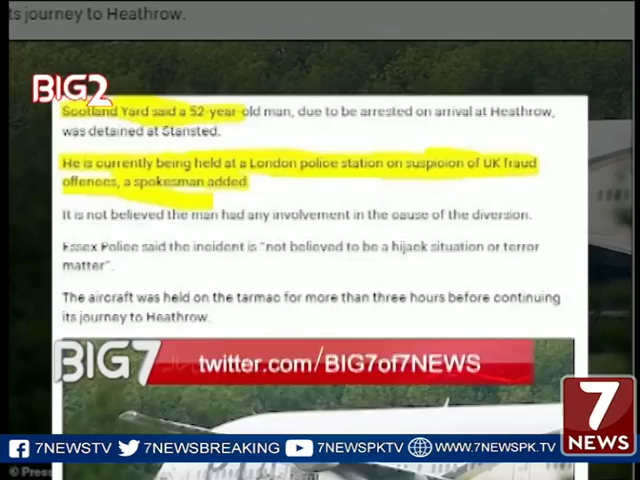 its journey to Heathrow.
BIG2
Scotland Yard said a 52-year-old man, due to be arrested on arrival at Heathrow,
was detained at Stansted.
He is currently being held at a London police station on suspicion of UK fraud
offences, a spokesman added.
It is not believed the man had any involvement in the cause of the diversion.
Essex Police said the incident is "not believed to be a hijack situation or terror
matter".
The aircraft was held on the tarmac for more than three hours before continuing
its journey to Heathrow.
BIG7
twitter.com/BIG7of7NEWS
7
NEWS
7NEWSTV 7NEWSBREAKING 7NEWSPKTV WWW.7NEWSPK.TV